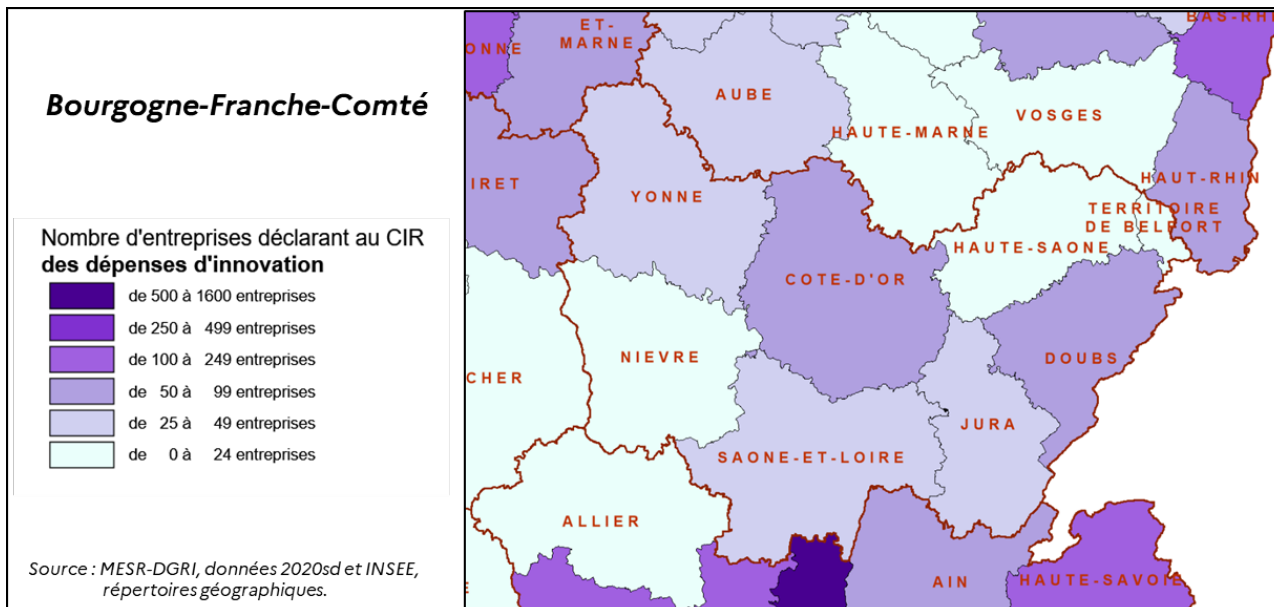 Bourgogne-Franche-Comté
Nombre d'entreprises déclarant au CIR
des dépenses d'innovation
de 500 à 1600 entreprises
de 250 à 499 entreprises
de 100 à 249 entreprises
de 50 à 99 entreprises
de 25 à 49 entreprises
de 0 à 24 entreprises
Source : MESR-DGRI, données 2020sd et INSEE,
répertoires géographiques.
ET-
MARNE
ONNE
BAS-RHI
AUBE
HAUTE-MARNE
VOSGES
IRET
YONNE
HAUT-RHIN
TERRITOIRE
DE BELFORT
HAUTE-SAONE
COTE-D'OR
NIEVRE
DOUBS
CHER
JURA
SAONE-ET-LOIRE
ALLIER
AIN
HAUTE-SAVOIE
E